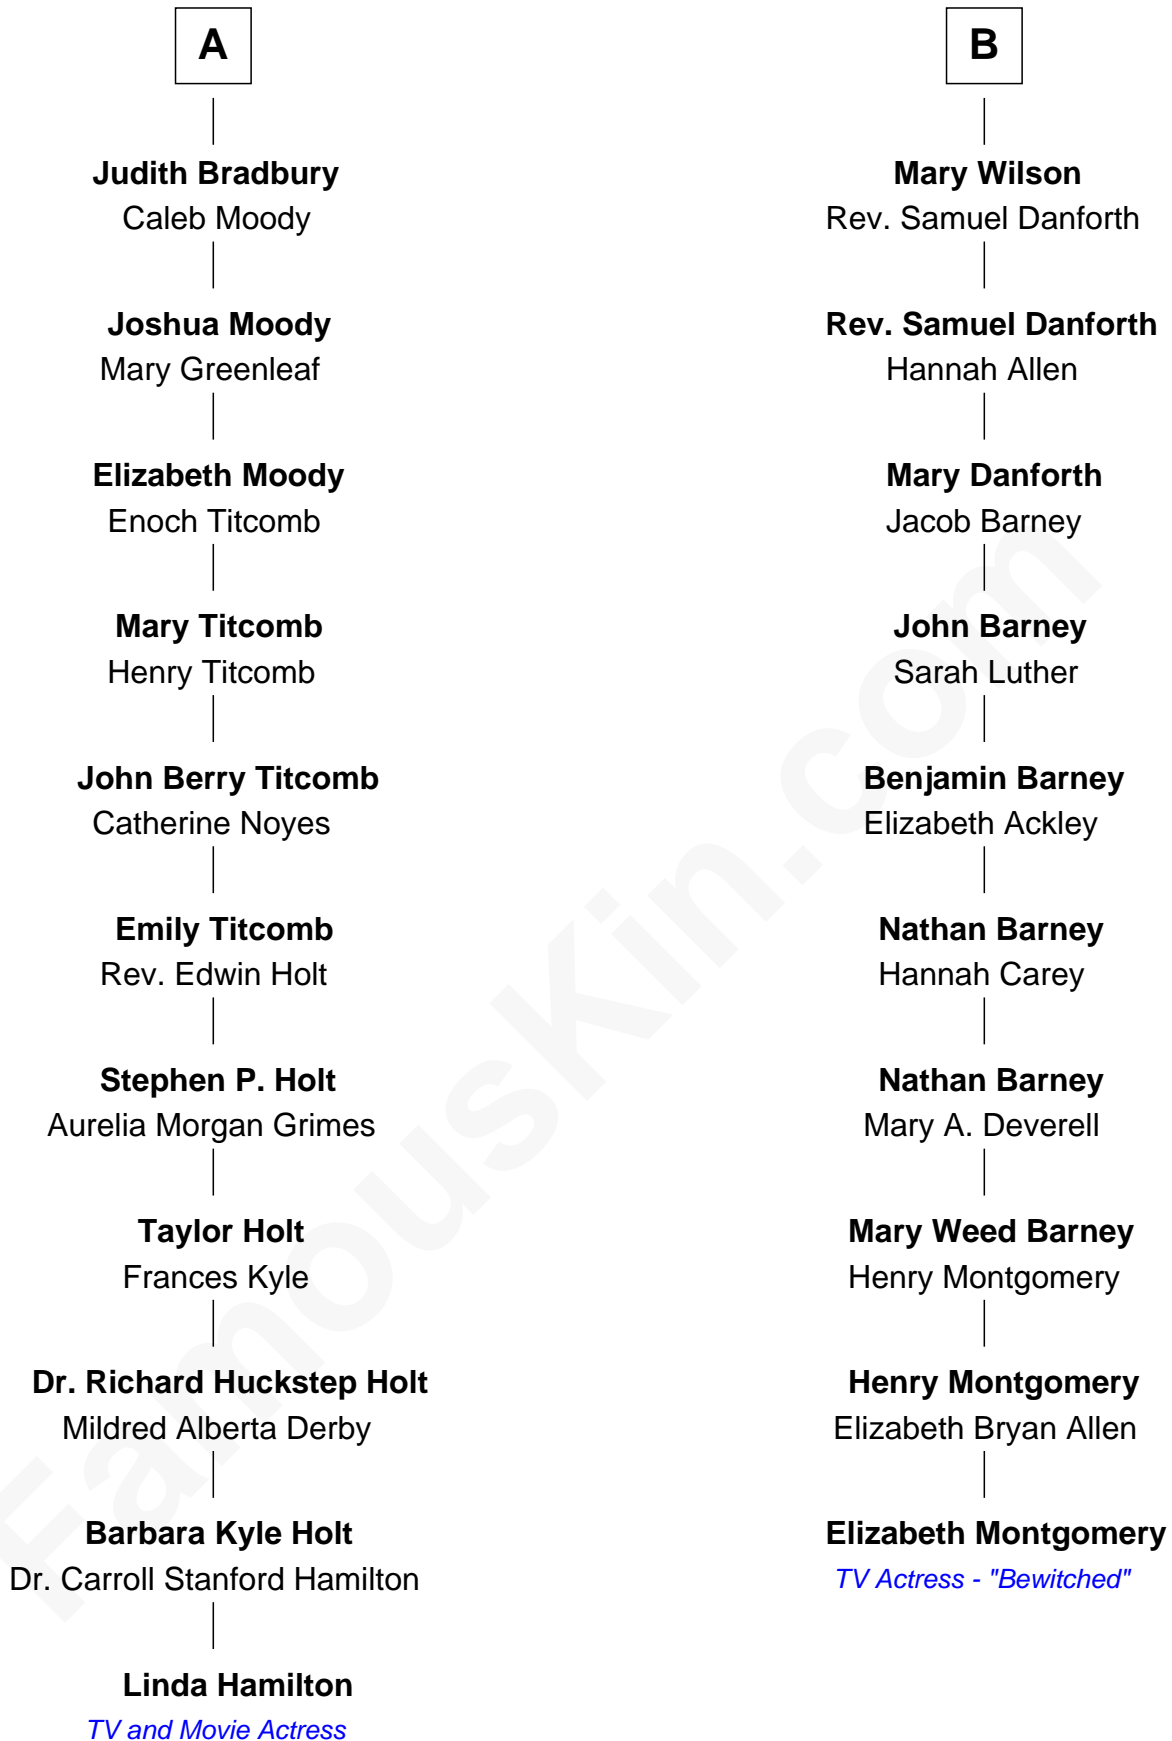 A
Judith Bradbury
Caleb Moody
Joshua Moody
Mary Greenleaf
Elizabeth Moody
Enoch Titcomb
Mary Titcomb
Henry Titcomb
John Berry Titcomb
Catherine Noyes
Emily Titcomb
Rev. Edwin Holt
Stephen P. Holt
Aurelia Morgan Grimes
Taylor Holt
Frances Kyle
Dr. Richard Huckstep Holt
Mildred Alberta Derby
Barbara Kyle Holt
Dr. Carroll Stanford Hamilton
Linda Hamilton
TV and Movie Actress
B
Mary Wilson
Rev. Samuel Danforth
Rev. Samuel Danforth
Hannah Allen
Mary Danforth
Jacob Barney
John Barney
Sarah Luther
Benjamin Barney
Elizabeth Ackley
Nathan Barney
Hannah Carey
Nathan Barney
Mary A. Deverell
Mary Weed Barney
Henry Montgomery
Henry Montgomery
Elizabeth Bryan Allen
Elizabeth Montgomery
TV Actress - "Bewitched"
FamousKin.com